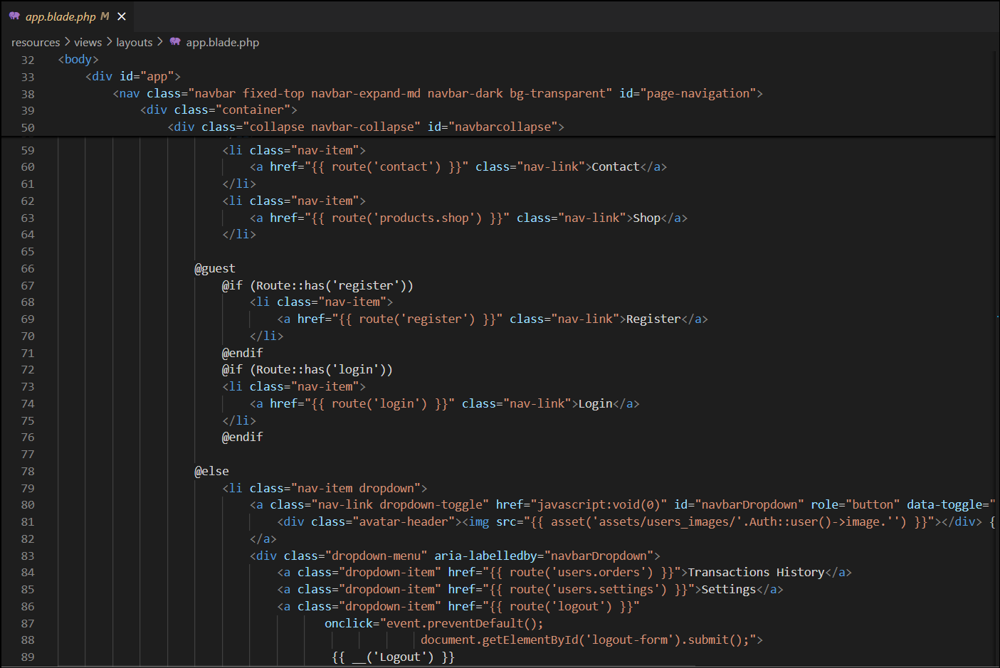 app.blade.php M ×
resources > views > layouts > app.blade.php
32 <body>
33 <div id="app">
38 <nav class="navbar fixed-top navbar-expand-md navbar-dark bg-transparent" id="page-navigation">
39 <div class="container">
50 <div class="collapse navbar-collapse" id="navbarcollapse">
59 <li class="nav-item">
60 <a href="{{ route('contact') }}" class="nav-link">Contact</a>
61 </li>
62 <li class="nav-item">
63 <a href="{{ route('products.shop') }}" class="nav-link">Shop</a>
64 </li>
65
66 @guest
67 @if (Route::has('register'))
68 <li class="nav-item">
69 <a href="{{ route('register') }}" class="nav-link">Register</a>
70 </li>
71 @endif
72 @if (Route::has('login'))
73 <li class="nav-item">
74 <a href="{{ route('login') }}" class="nav-link">Login</a>
75 </li>
76 @endif
77
78 @else
79 <li class="nav-item dropdown">
80 <a class="nav-link dropdown-toggle" href="javascript:void(0)" id="navbarDropdown" role="button" data-toggle="
81 <div class="avatar-header"><img src="{{ asset('assets/users_images/'.Auth::user()->image.'') }}"></div> {
82 </a>
83 <div class="dropdown-menu" aria-labelledby="navbarDropdown">
84 <a class="dropdown-item" href="{{ route('users.orders') }}">Transactions History</a>
85 <a class="dropdown-item" href="{{ route('users.settings') }}">Settings</a>
86 <a class="dropdown-item" href="{{ route('logout') }}"
87 onclick="event.preventDefault();
88 document.getElementById('logout-form').submit();">
89 {{ __('Logout') }}